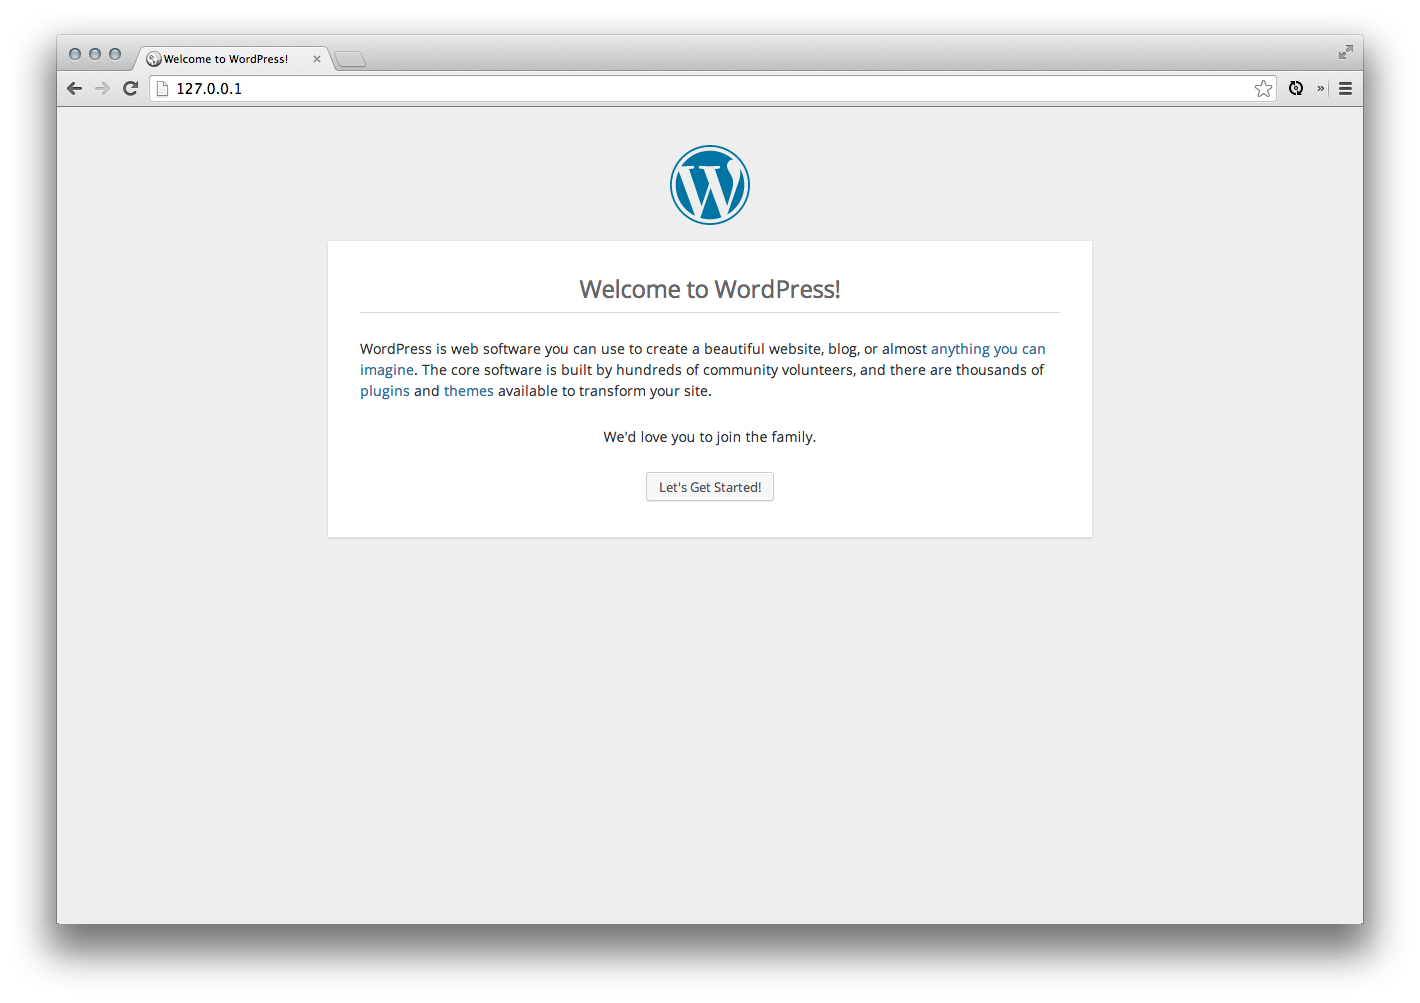 Welcome to WordPress!
127.0.0.1
Welcome to WordPress!
WordPress is web software you can use to create a beautiful website, blog, or almost anything you can
imagine. The core software is built by hundreds of community volunteers, and there are thousands of
plugins and themes available to transform your site.
We'd love you to join the family.
Let's Get Started!